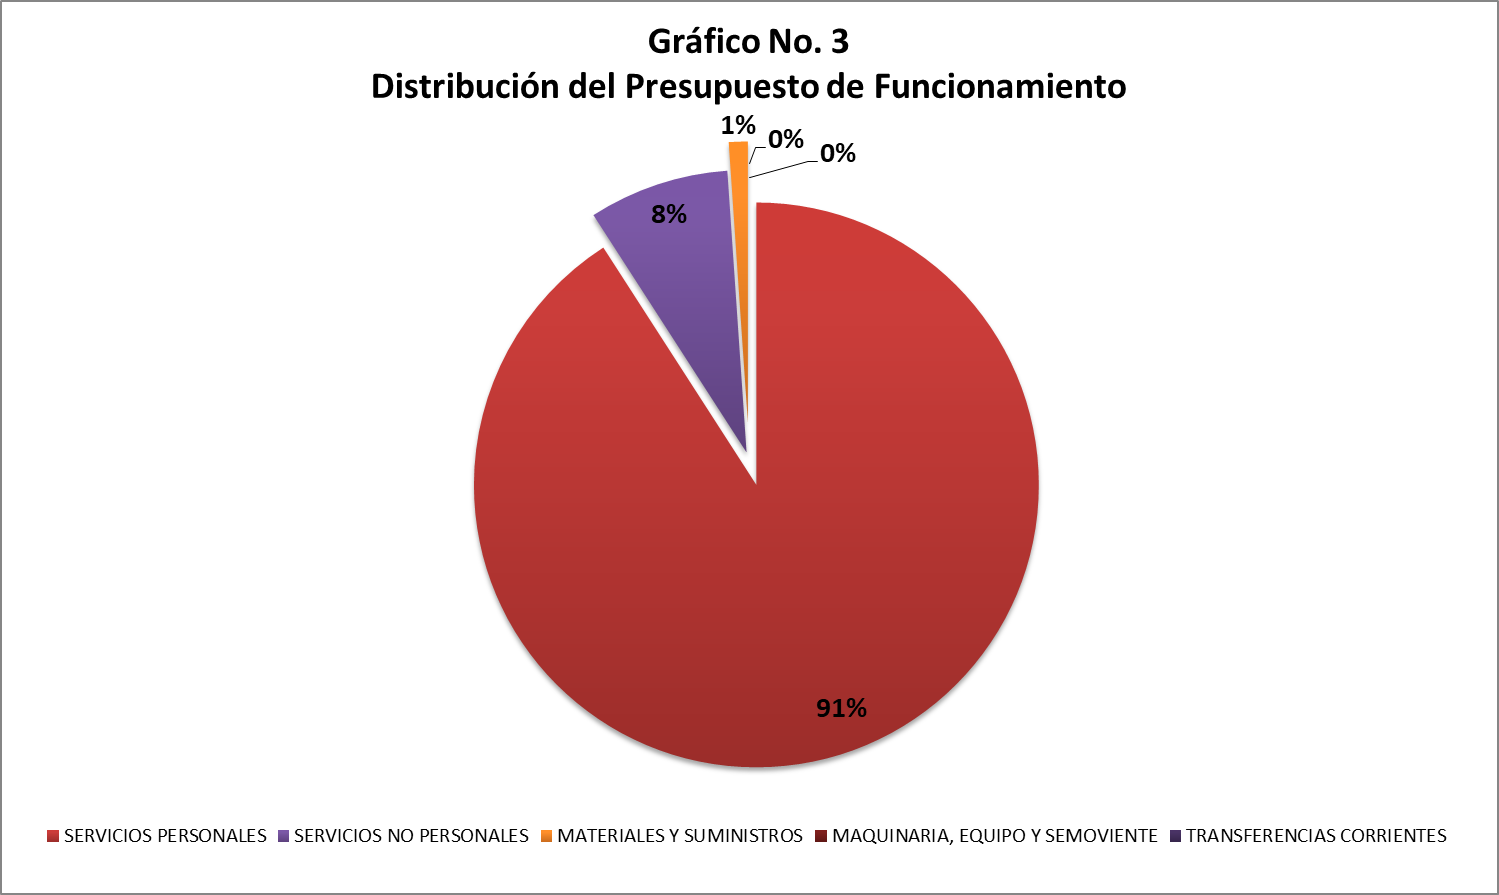 Gráfico No. 3
Distribución del Presupuesto de Funcionamiento
1%
0%
0%
8%
91%
SERVICIOS PERSONALES SERVICIOS NO PERSONALES MATERIALES Y SUMINISTROS MAQUINARIA, EQUIPO Y SEMOVIENTE TRANSFERENCIAS CORRIENTES